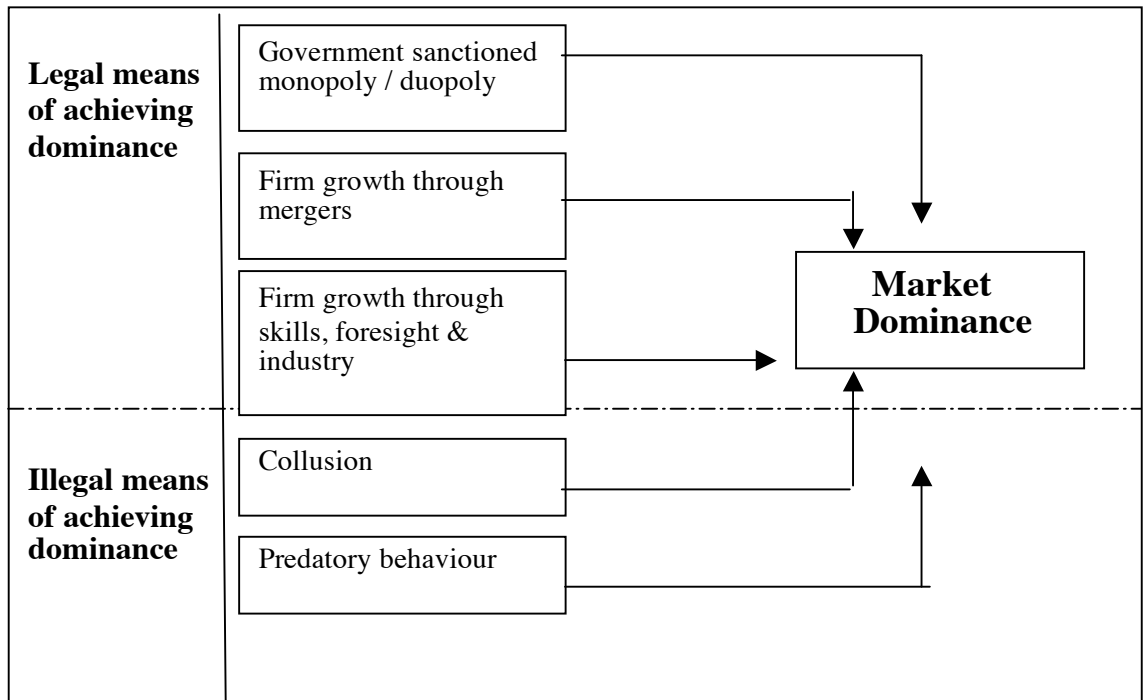 Legal means
of achieving
dominance
Government sanctioned
monopoly / duopoly
Firm growth through
mergers
Firm growth through
skills, foresight &
industry
Market
Dominance
Illegal means
of achieving
dominance
Collusion
Predatory behaviour